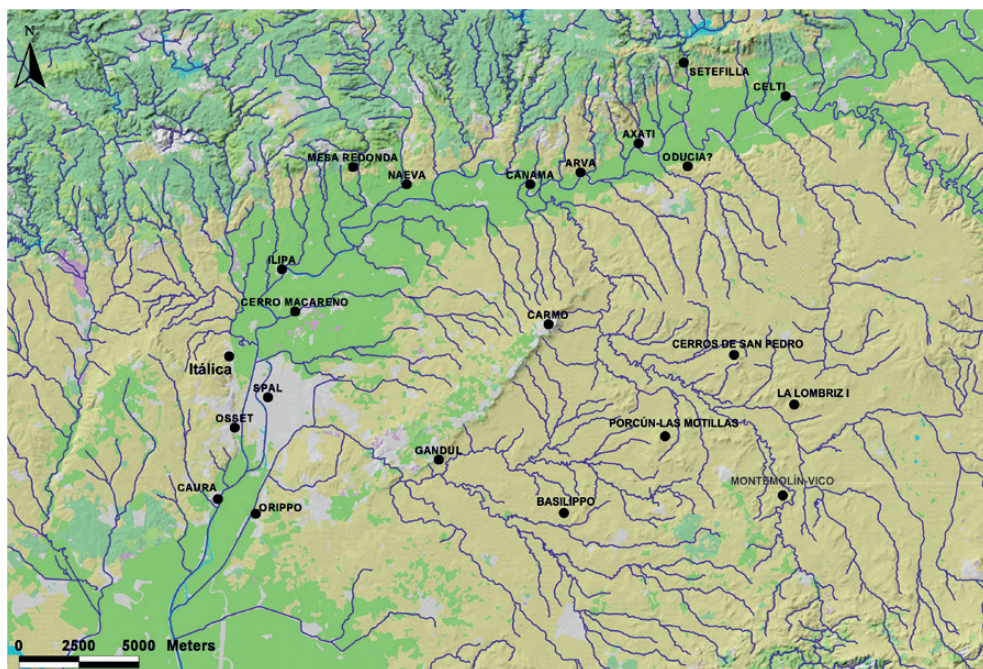 N
SETEFILLA
CELTI
AXATI
MESA REDONDA
ARVA
ODUCIA?
NAEVA
CANAMA
ILIPA
CERRO MACARENO
CARMO
CERROS DE SAN PEDRO
Itálica
SPAL
LA LOMBRIZ I
OSSET
PORCÚN-LAS MOTILLAS
GANDUL
MONTEMOLÍN-VICO
CAURA
ORIPPO
BASILIPPO
0 2500 5000 Meters